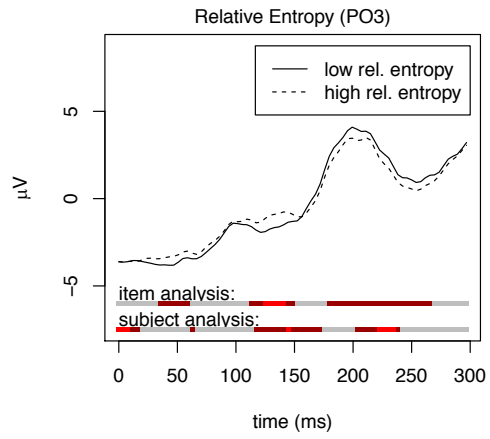 Relative Entropy (PO3)
low rel. entropy
high rel. entropy
5
0
−5
μV
item analysis:
subject analysis:
0 50 100 150 200 250 300
time (ms)